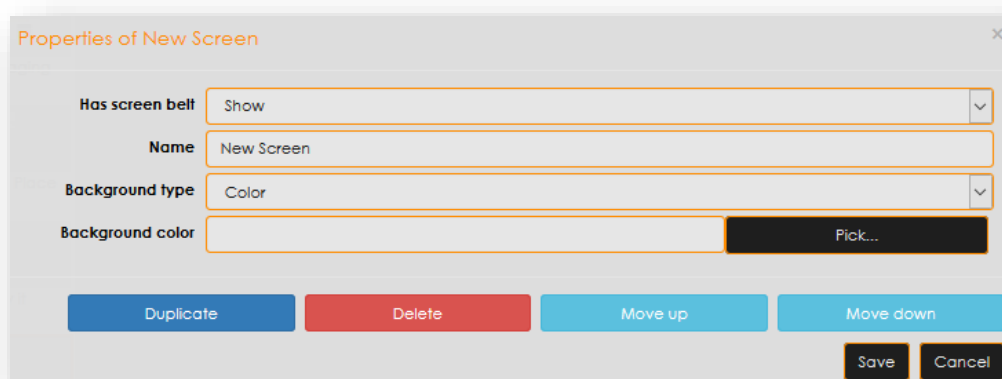 Properties of New Screen
Has screen belt Show
Name New Screen
Background type Color
Background color Pick...
Duplicate Delete Move up Move down
Save Cancel